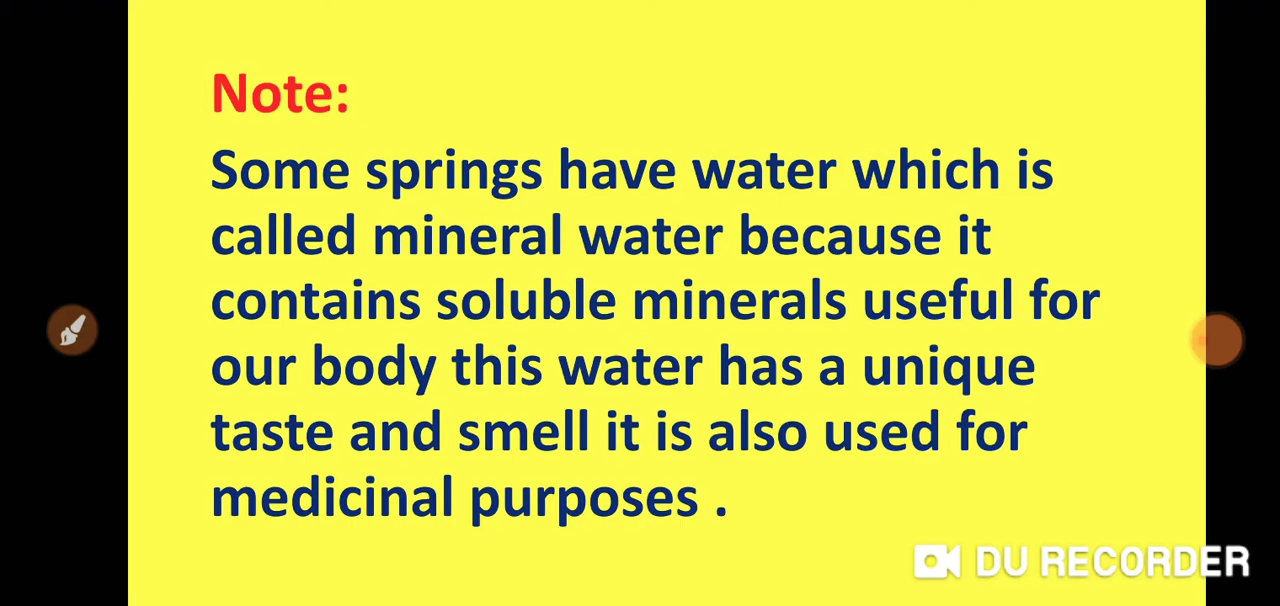 Note:
Some springs have water which is
called mineral water because it
contains soluble minerals useful for
our body this water has a unique
taste and smell it is also used for
medicinal purposes .
DU RECORDER